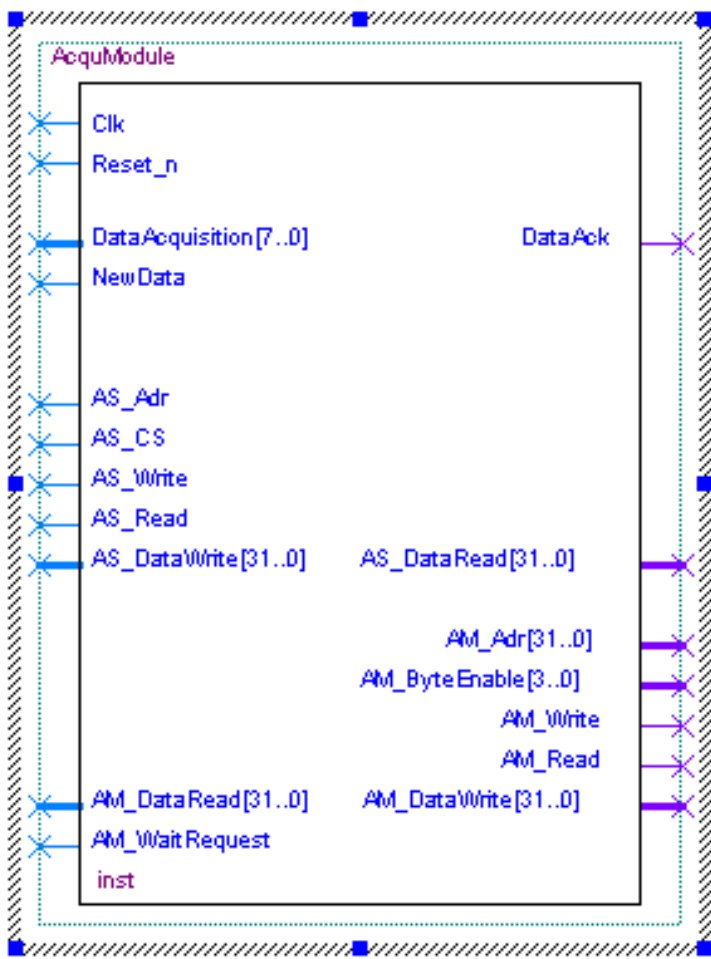 AcquModule
Clk
Reset_n
DataAcquisition[7..0] DataAck
NewData
AS_Adr
AS_CS
AS_Write
AS_Read
AS_DataWrite[31..0] AS_DataRead[31..0]
AM_Adr[31..0]
AM_ByteEnable[3..0]
AM_Write
AM_Read
AM_DataRead[31..0] AM_DataWrite[31..0]
AM_WaitRequest
inst